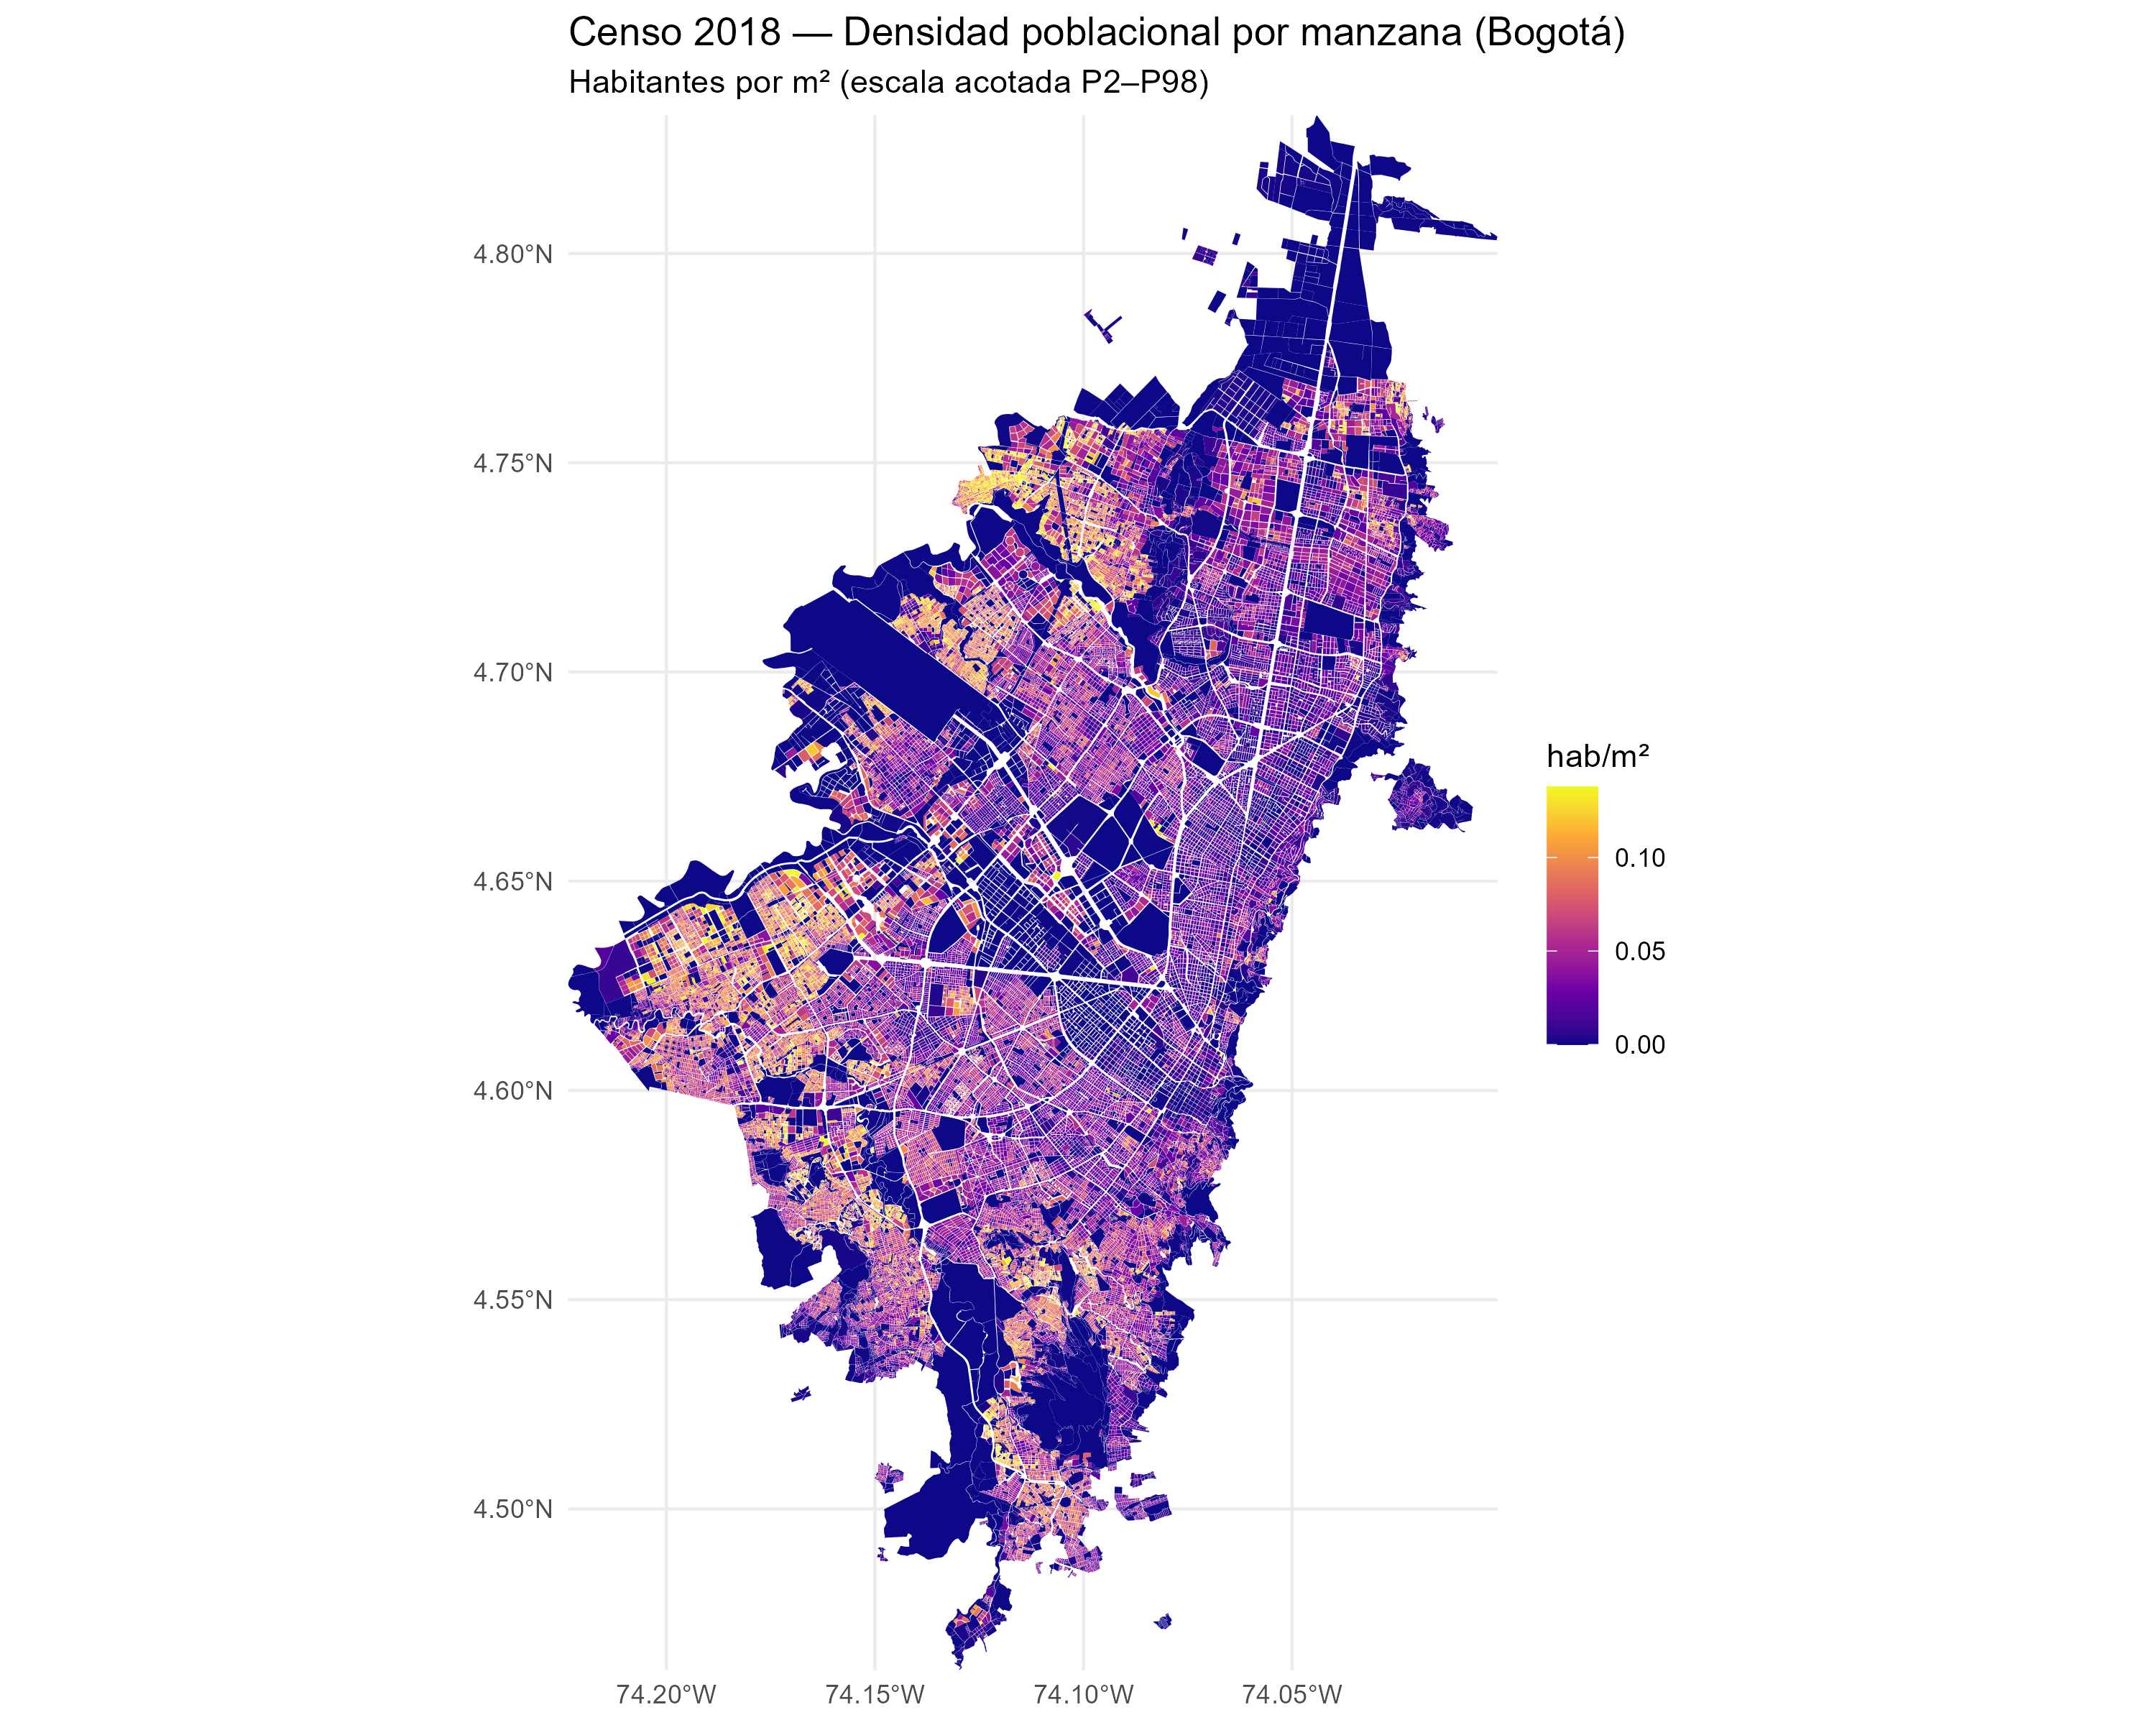 Censo 2018 — Densidad poblacional por manzana (Bogotá)
Habitantes por m² (escala acotada P2–P98)
4.80°N
4.75°N
4.70°N
4.65°N
4.60°N
4.55°N
4.50°N
74.20°W
74.15°W
74.10°W
74.05°W
hab/m²
0.10
0.05
0.00